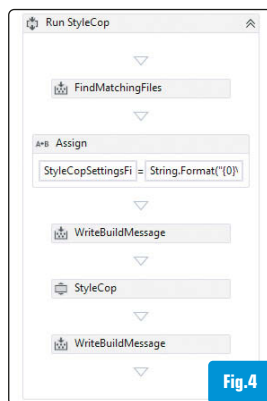 Run StyleCop
FindMatchingFiles
A+B Assign
StyleCopSettingsFi = String.Format("{0}\
WriteBuildMessage
StyleCop
WriteBuildMessage
Fig.4